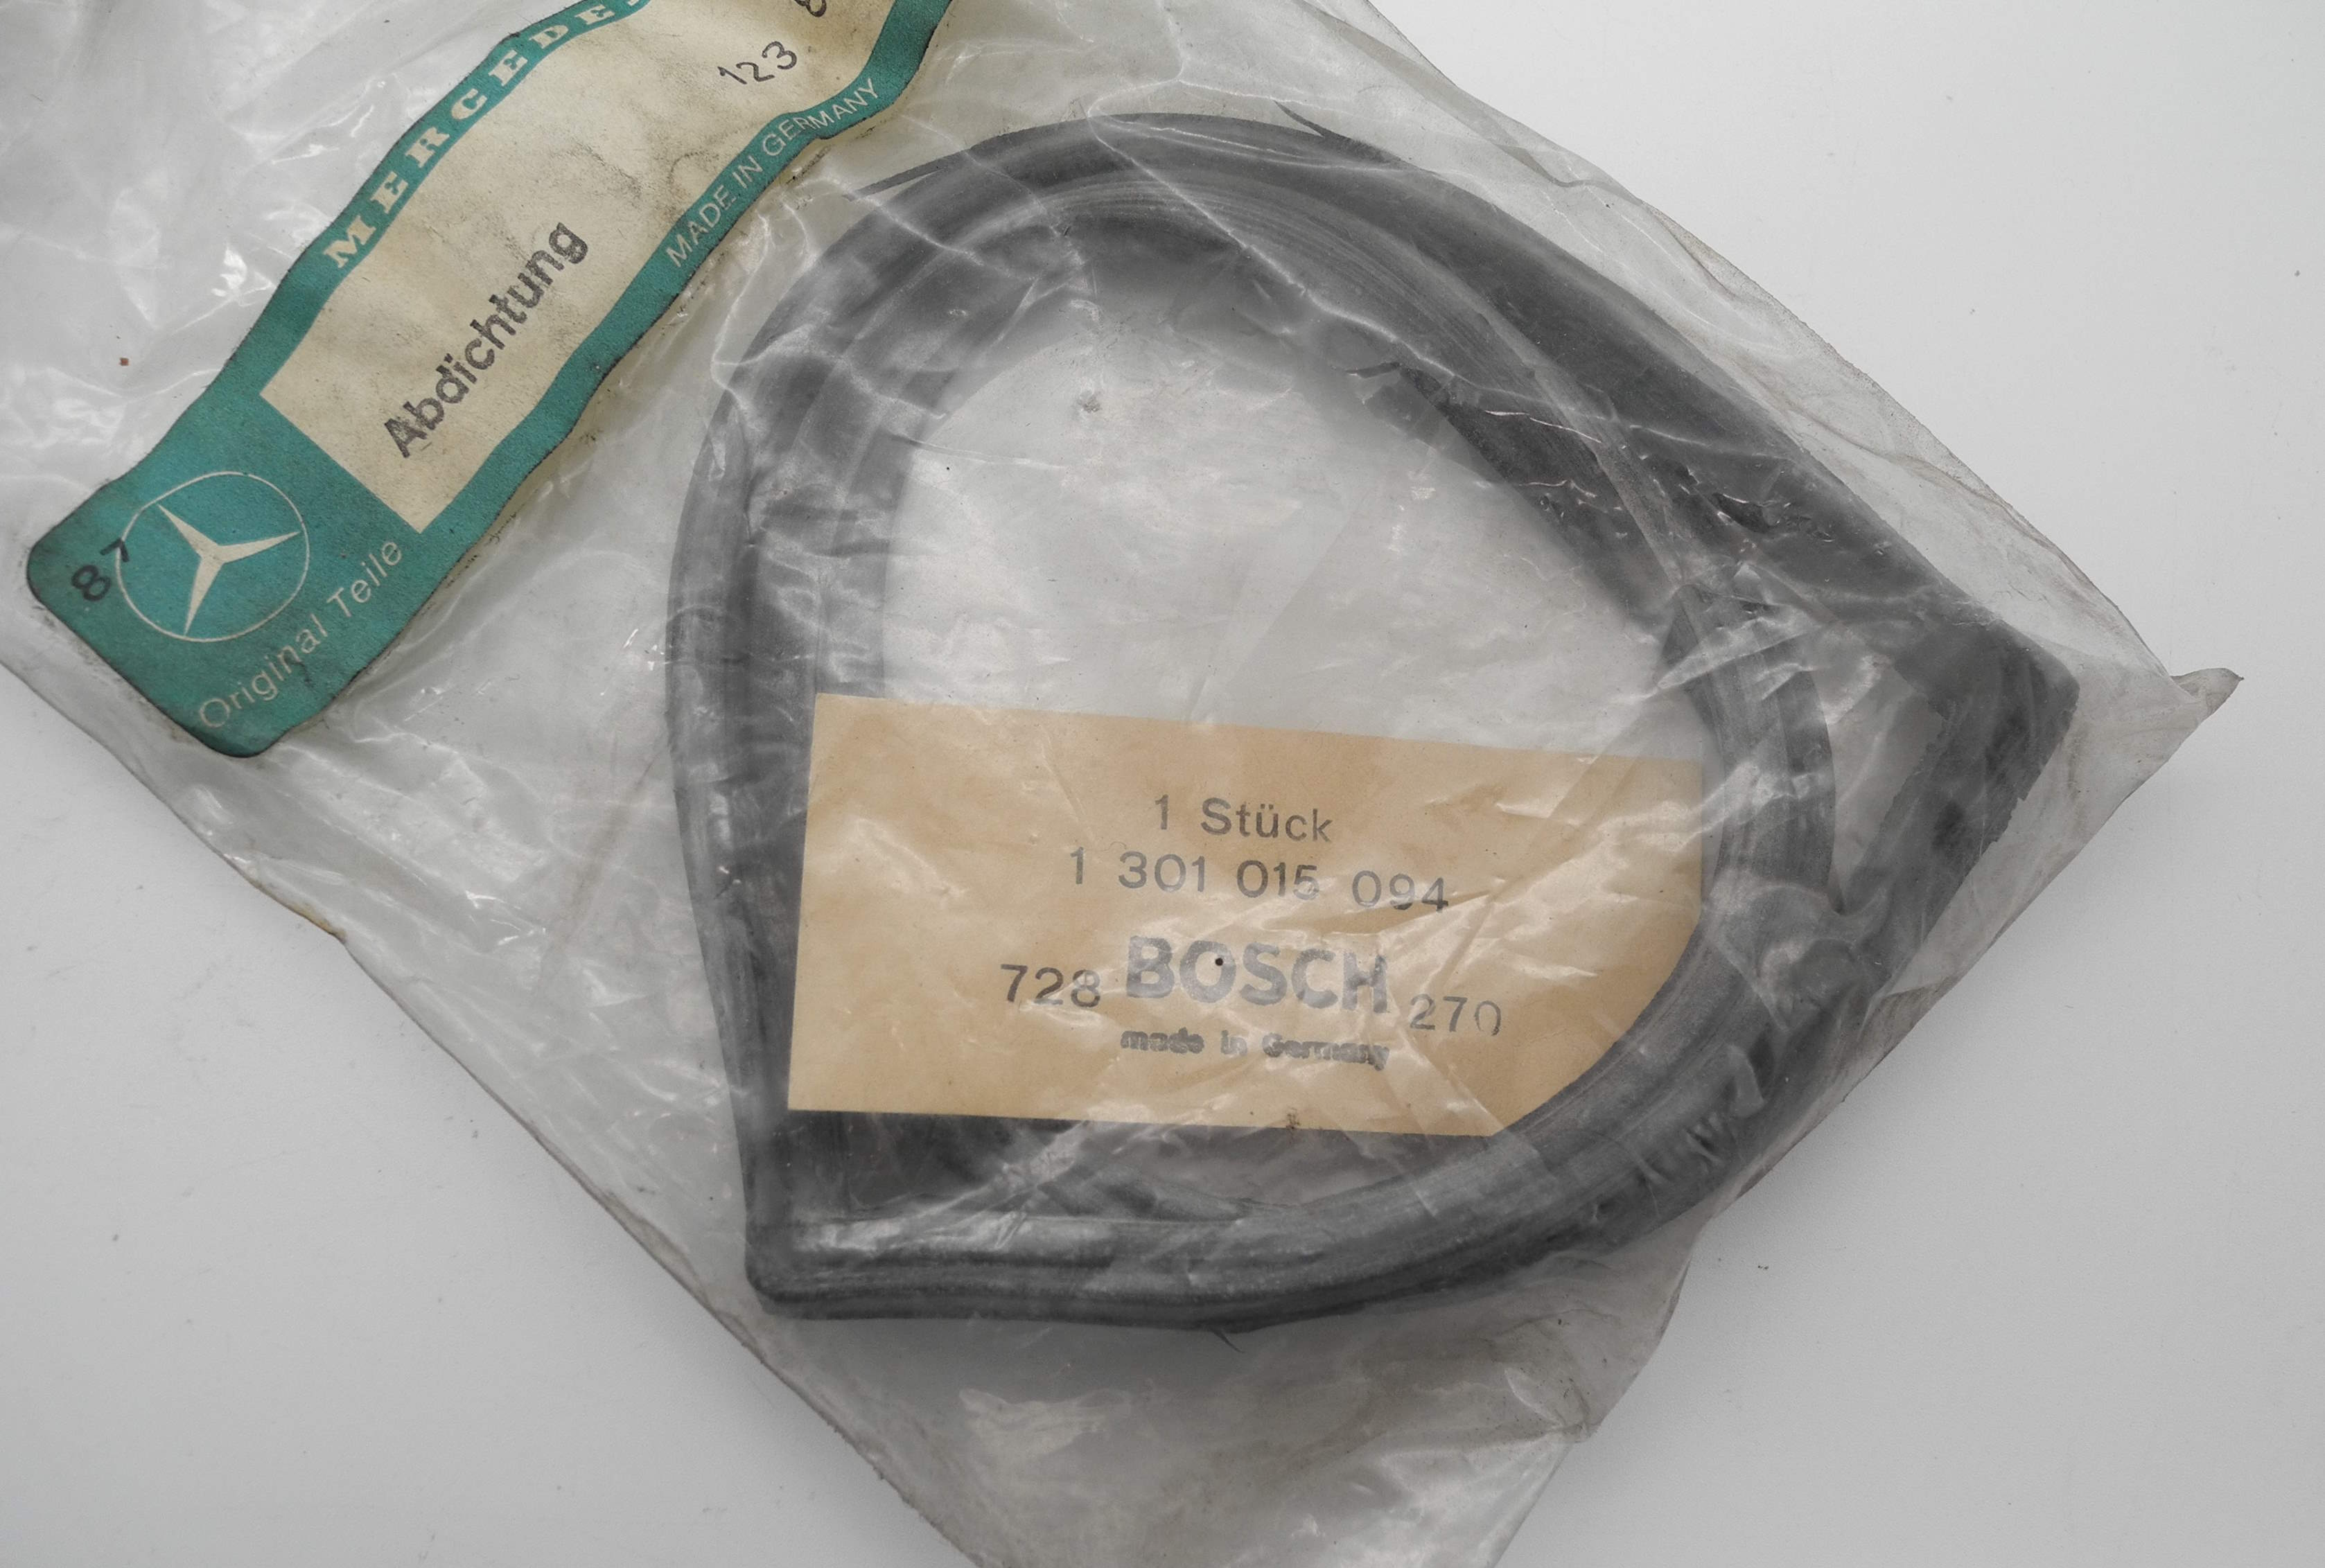 MERCEDE
123 8
Abdichtung
MADE IN GERMANY
87
Original Teile
1 Stück
1 301 015 094
728 BOSCH 270
made in Germany